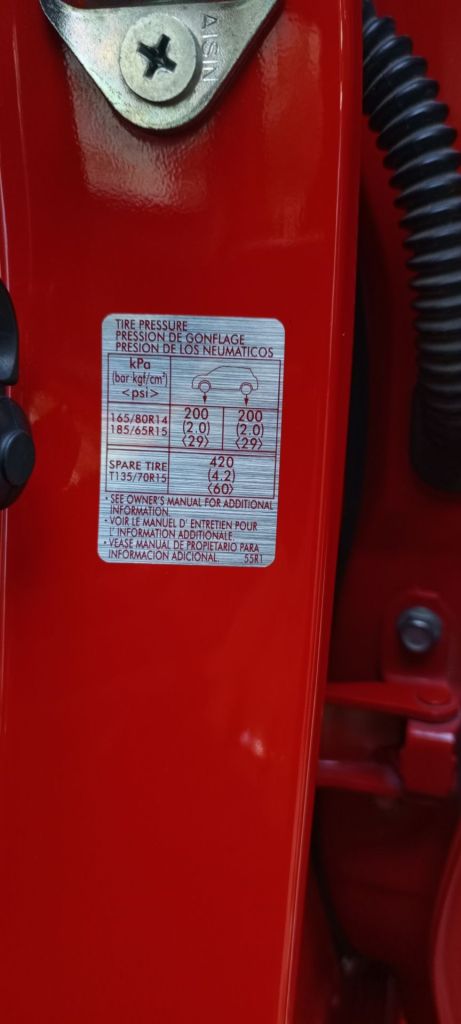 AISIN
TIRE PRESSURE
PRESSION DE GONFLAGE
PRESION DE LOS NEUMATICOS
kPa
(bar·kgf/cm²)
<psi>
165/80R14
185/65R15
200 200
(2.0) (2.0)
<29> <29>
SPARE TIRE
T135/70R15
420
(4.2)
<60>
· SEE OWNER'S MANUAL FOR ADDITIONAL
INFORMATION
· VOIR LE MANUEL D' ENTRETIEN POUR
L' INFORMATION ADDITIONALE
· VEASE MANUAL DE PROPIETARIO PARA
INFORMACION ADICIONAL. 55R1